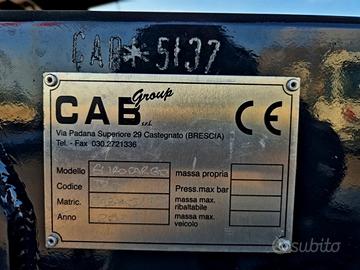 CAB*5137
CAB Group s.r.l. CE
Via Padana Superiore 29 Castegnato (BRESCIA)
Tel. - Fax 030.2721336
Modello massa propria
Codice Press.max bar
Matric. massa max. ribaltabile
Anno massa max. veicolo
subito